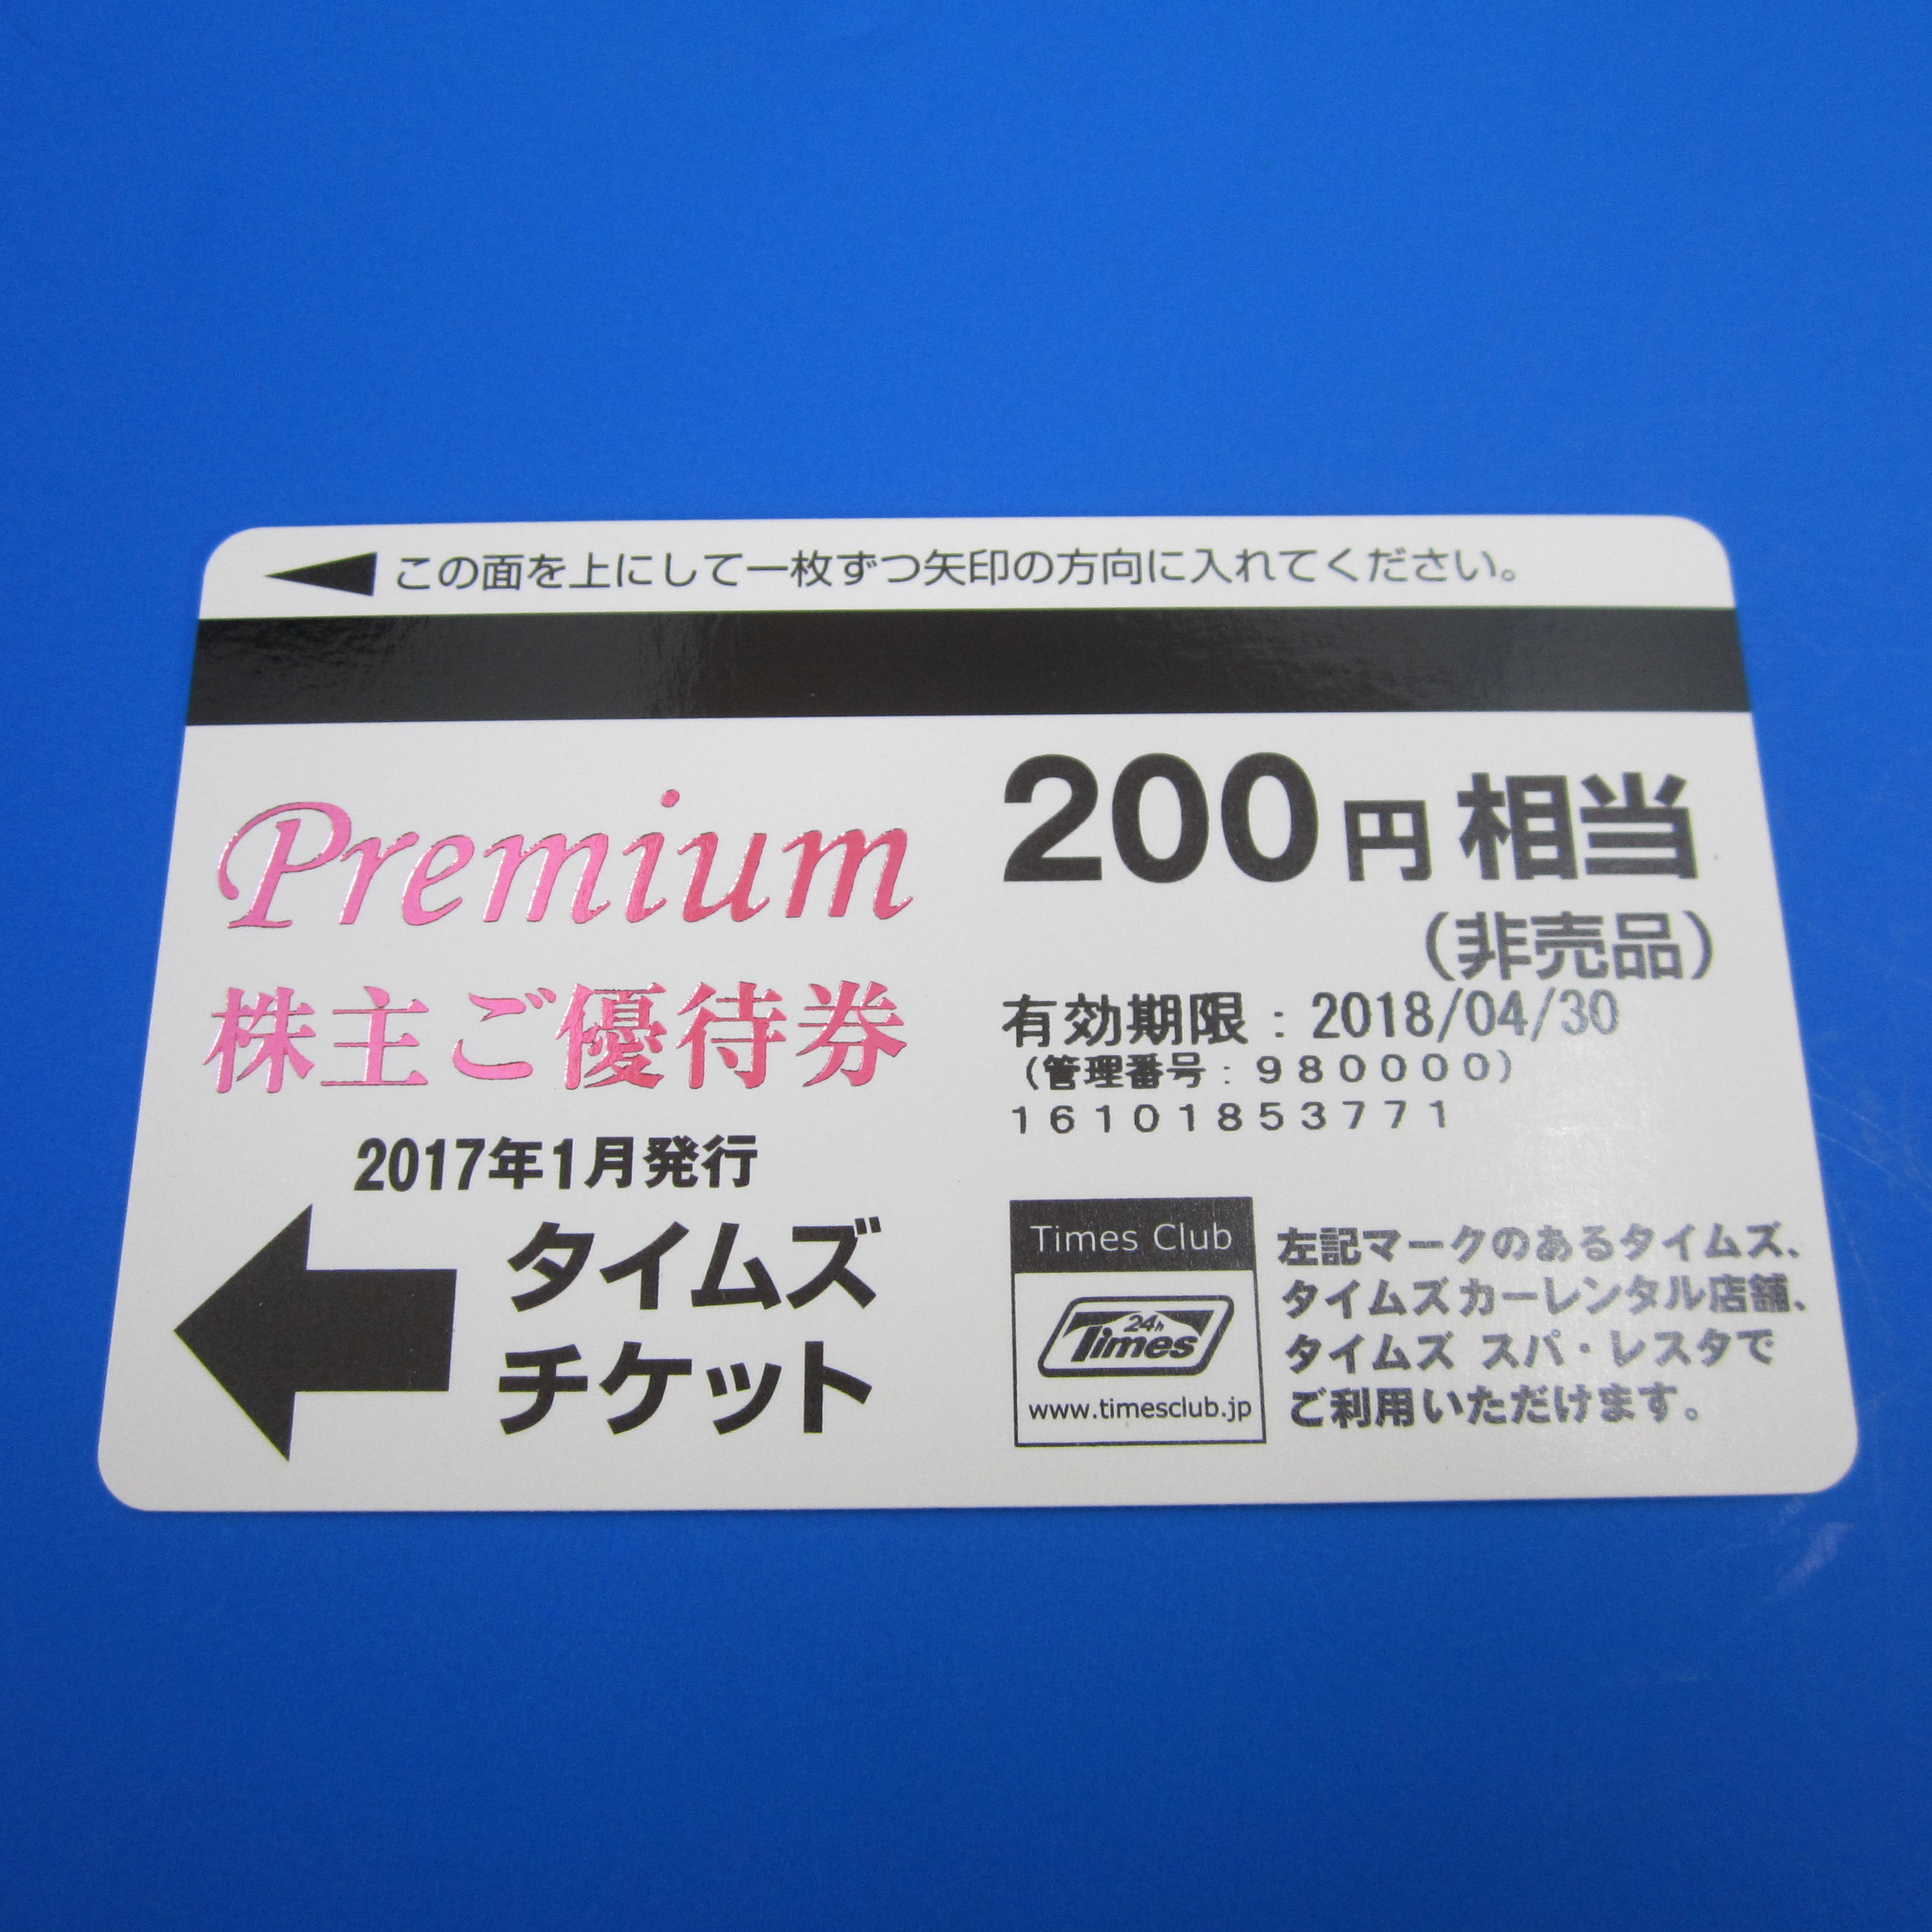 この面を上にして一枚ずつ矢印の方向に入れてください。
Premium
株主ご優待券
2017年1月発行
タイムズ
チケット
200円 相当
(非売品)
有効期限：2018/04/30
(管理番号：980000)
16101853771
Times Club
24h
Times
www.timesclub.jp
左記マークのあるタイムズ、
タイムズカーレンタル店舗、
タイムズ スパ・レスタで
ご利用いただけます。